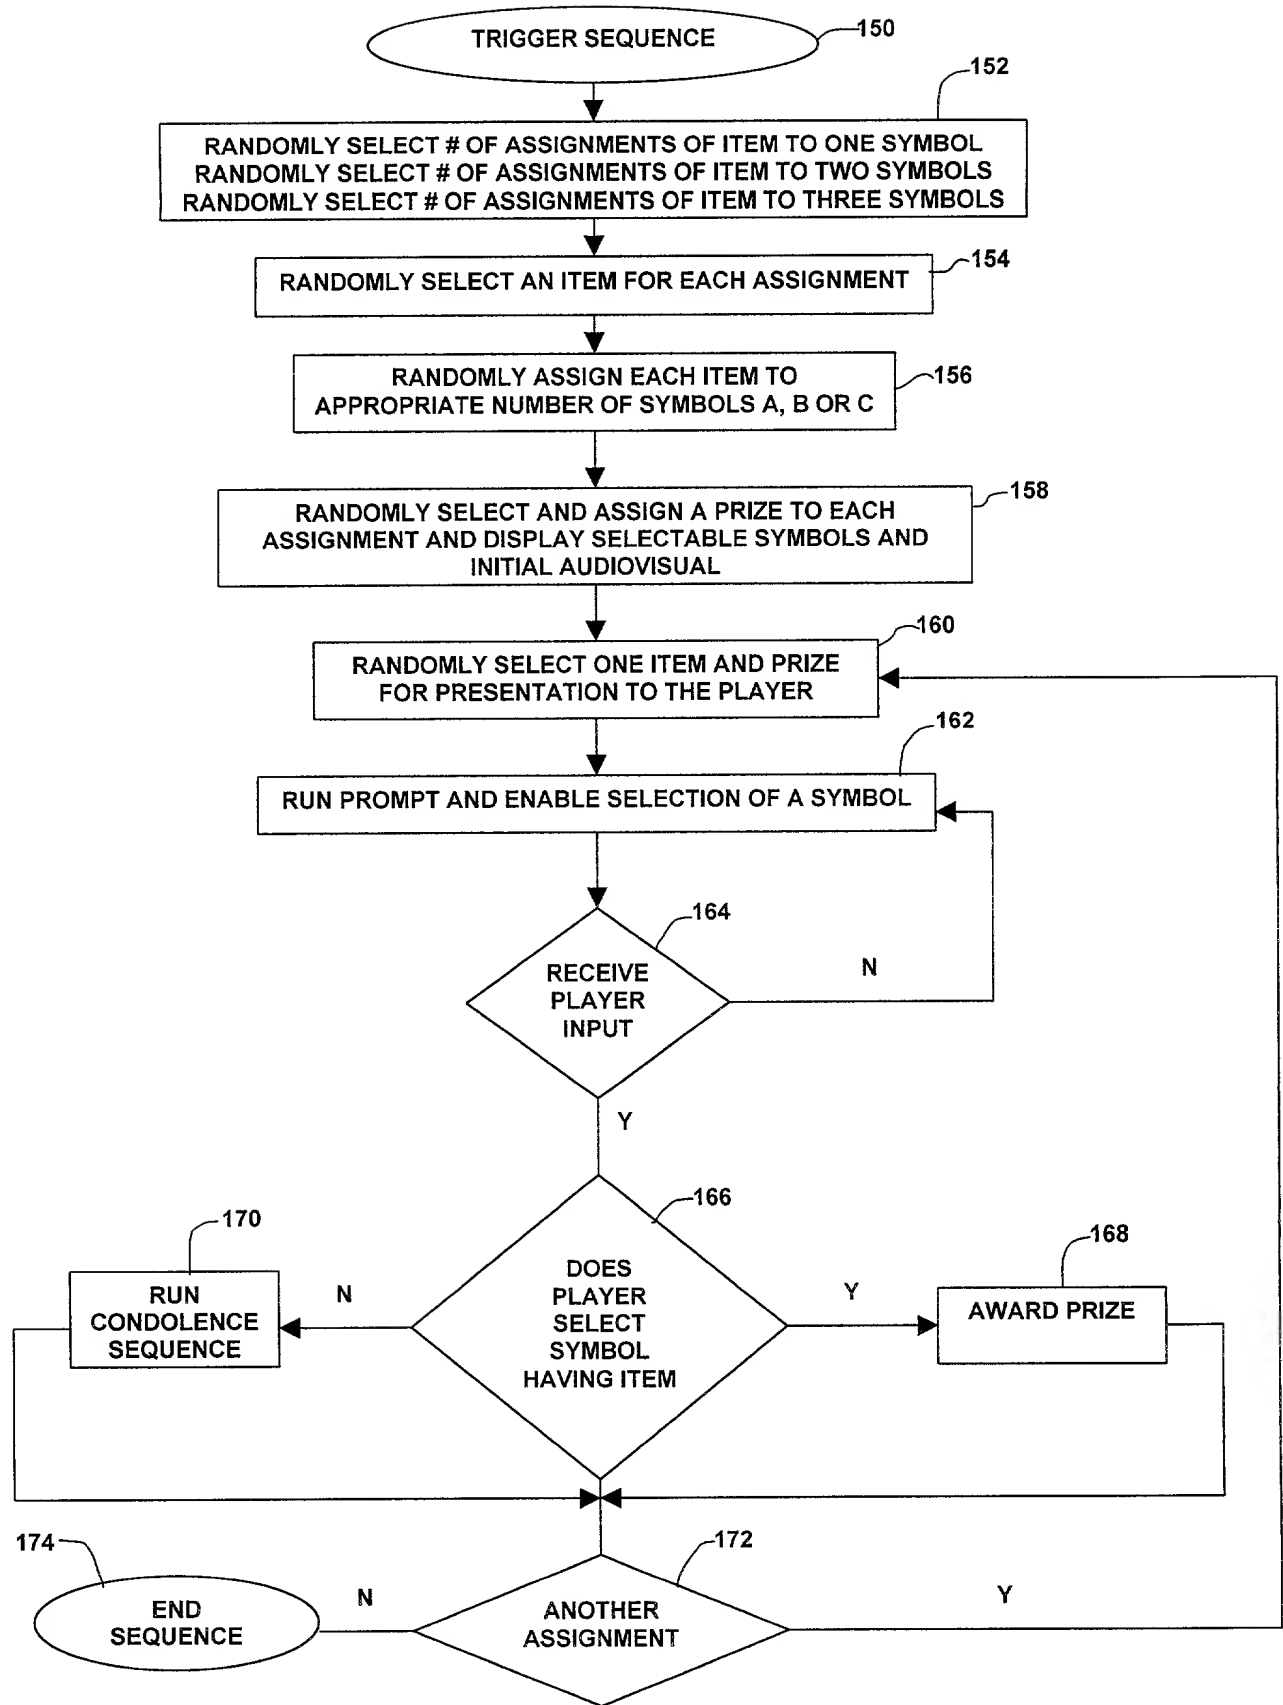 TRIGGER SEQUENCE
150
152
RANDOMLY SELECT # OF ASSIGNMENTS OF ITEM TO ONE SYMBOL
RANDOMLY SELECT # OF ASSIGNMENTS OF ITEM TO TWO SYMBOLS
RANDOMLY SELECT # OF ASSIGNMENTS OF ITEM TO THREE SYMBOLS
154
RANDOMLY SELECT AN ITEM FOR EACH ASSIGNMENT
156
RANDOMLY ASSIGN EACH ITEM TO
APPROPRIATE NUMBER OF SYMBOLS A, B OR C
158
RANDOMLY SELECT AND ASSIGN A PRIZE TO EACH
ASSIGNMENT AND DISPLAY SELECTABLE SYMBOLS AND
INITIAL AUDIOVISUAL
160
RANDOMLY SELECT ONE ITEM AND PRIZE
FOR PRESENTATION TO THE PLAYER
162
RUN PROMPT AND ENABLE SELECTION OF A SYMBOL
164
RECEIVE
PLAYER
INPUT
N
Y
166
DOES
PLAYER
SELECT
SYMBOL
HAVING ITEM
170
N
RUN
CONDOLENCE
SEQUENCE
Y
168
AWARD PRIZE
172
ANOTHER
ASSIGNMENT
Y
N
174
END
SEQUENCE